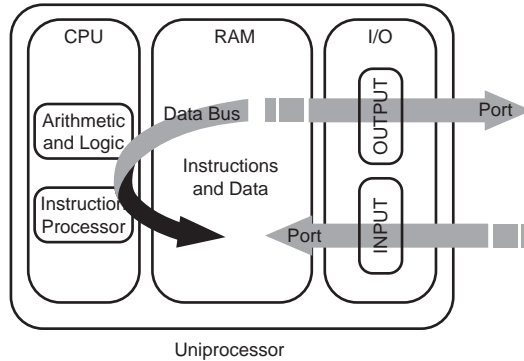 CPU
RAM
I/O
Arithmetic
and Logic
Instruction
Processor
Data Bus
Instructions
and Data
OUTPUT
Port
INPUT
Port
Uniprocessor